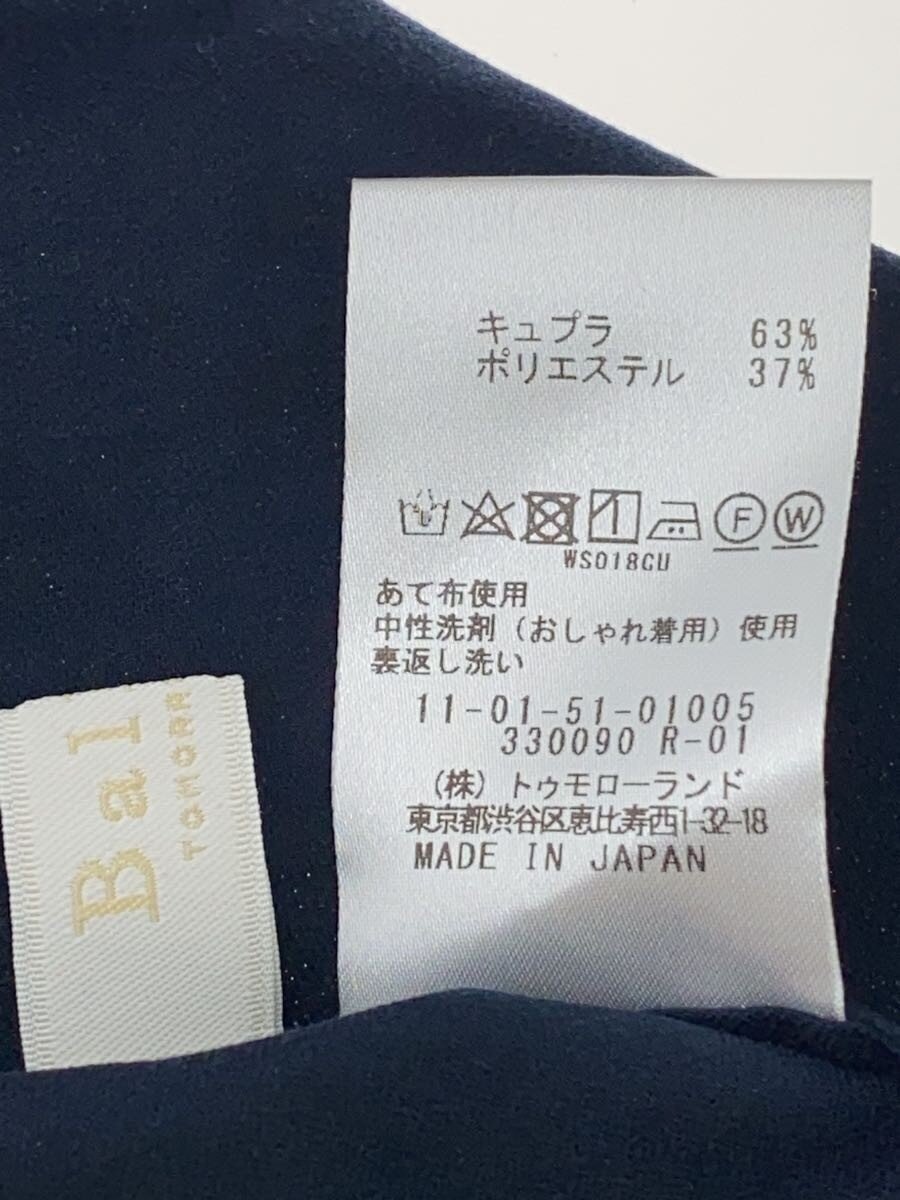 キュプラ 63%
ポリエステル 37%
F W
WS018CU
あて布使用
中性洗剤（おしゃれ着用）使用
裏返し洗い
11-01-51-01005
330090 R-01
（株）トゥモローランド
東京都渋谷区恵比寿西1-32-18
MADE IN JAPAN
Bal
TOMORR